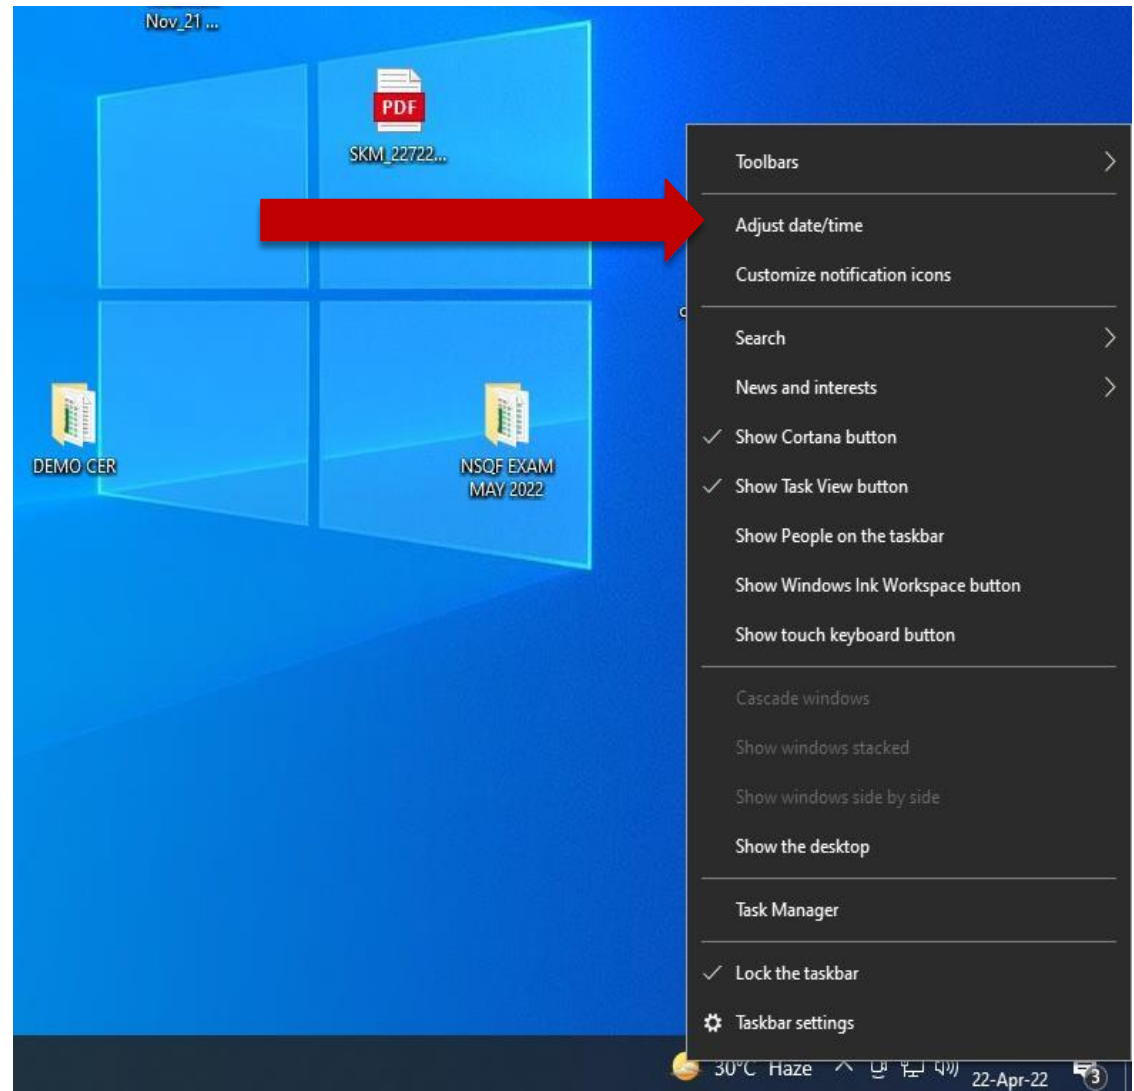 Nov_21 ...
PDF
SKM_22722...
DEMO CER
NSQF EXAM
MAY 2022
Toolbars
Adjust date/time
Customize notification icons
Search
News and interests
Show Cortana button
Show Task View button
Show People on the taskbar
Show Windows Ink Workspace button
Show touch keyboard button
Cascade windows
Show windows stacked
Show windows side by side
Show the desktop
Task Manager
Lock the taskbar
Taskbar settings
30°C Haze
22-Apr-22
3